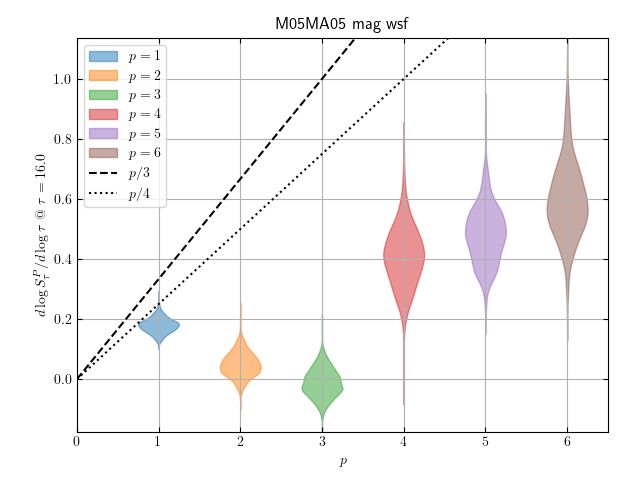 M05MA05 mag wsf
d log S_τ^P / d log τ @ τ = 16.0
1.0
0.8
0.6
0.4
0.2
0.0
p = 1
p = 2
p = 3
p = 4
p = 5
p = 6
p/3
p/4
0 1 2 3 4 5 6
p